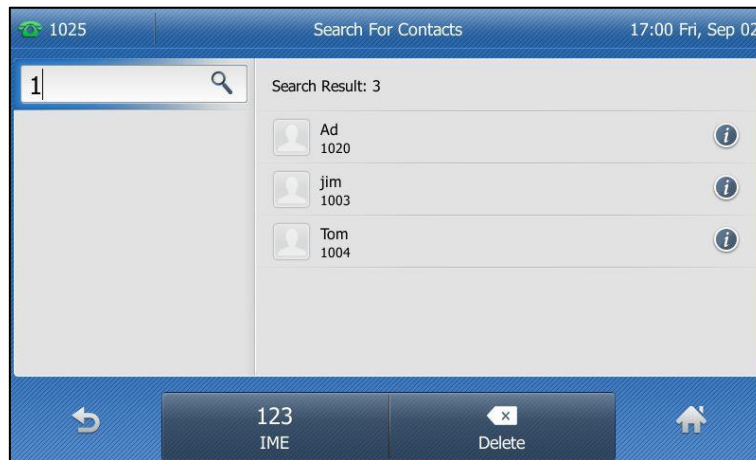 1025
Search For Contacts
17:00 Fri, Sep 02
1
Search Result: 3
Ad
1020
jim
1003
Tom
1004
123
IME
Delete